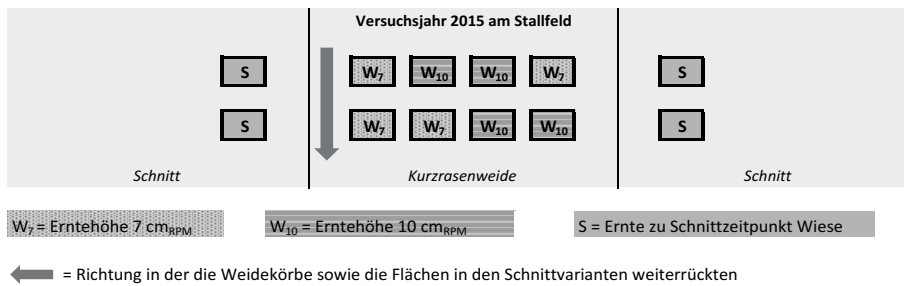 Versuchsjahr 2015 am Stallfeld
S W7 W10 W10 W7 S
S W7 W7 W10 W10 S
Schnitt Kurzrasenweide Schnitt
W7 = Erntehöhe 7 cmRPM W10 = Erntehöhe 10 cmRPM S = Ernte zu Schnittzeitpunkt Wiese
= Richtung in der die Weidekörbe sowie die Flächen in den Schnittvarianten weiterrückten